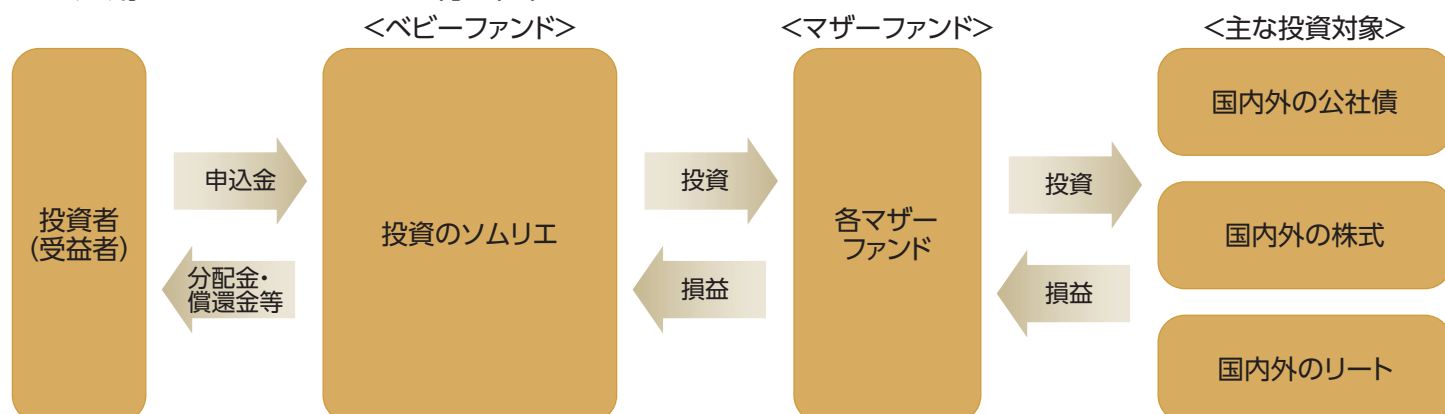 <ベビーファンド>
<マザーファンド>
<主な投資対象>
投資者
(受益者)
申込金
分配金・
償還金等
投資のソムリエ
投資
損益
各マザー
ファンド
投資
損益
国内外の公社債
国内外の株式
国内外のリート